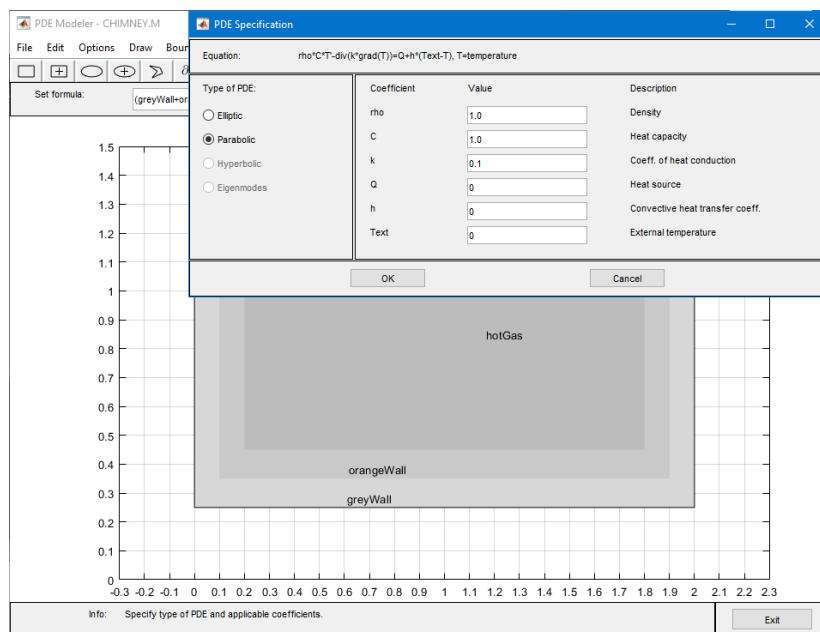 PDE Modeler - CHIMNEY.M
PDE Specification
File Edit Options Draw Boun
Equation: rho*C*T'-div(k*grad(T))=Q+h*(Text-T), T=temperature
Set formula: (greyWall+or
Type of PDE:
Elliptic
Parabolic
Hyperbolic
Eigenmodes
Coefficient Value Description
rho 1.0 Density
C 1.0 Heat capacity
k 0.1 Coeff. of heat conduction
Q 0 Heat source
h 0 Convective heat transfer coeff.
Text 0 External temperature
OK Cancel
1.5
1.4
1.3
1.2
1.1
1
0.9
0.8
0.7
0.6
0.5
0.4
0.3
0.2
0.1
0
hotGas
orangeWall
greyWall
-0.3 -0.2 -0.1 0 0.1 0.2 0.3 0.4 0.5 0.6 0.7 0.8 0.9 1 1.1 1.2 1.3 1.4 1.5 1.6 1.7 1.8 1.9 2 2.1 2.2 2.3
Info: Specify type of PDE and applicable coefficients.
Exit